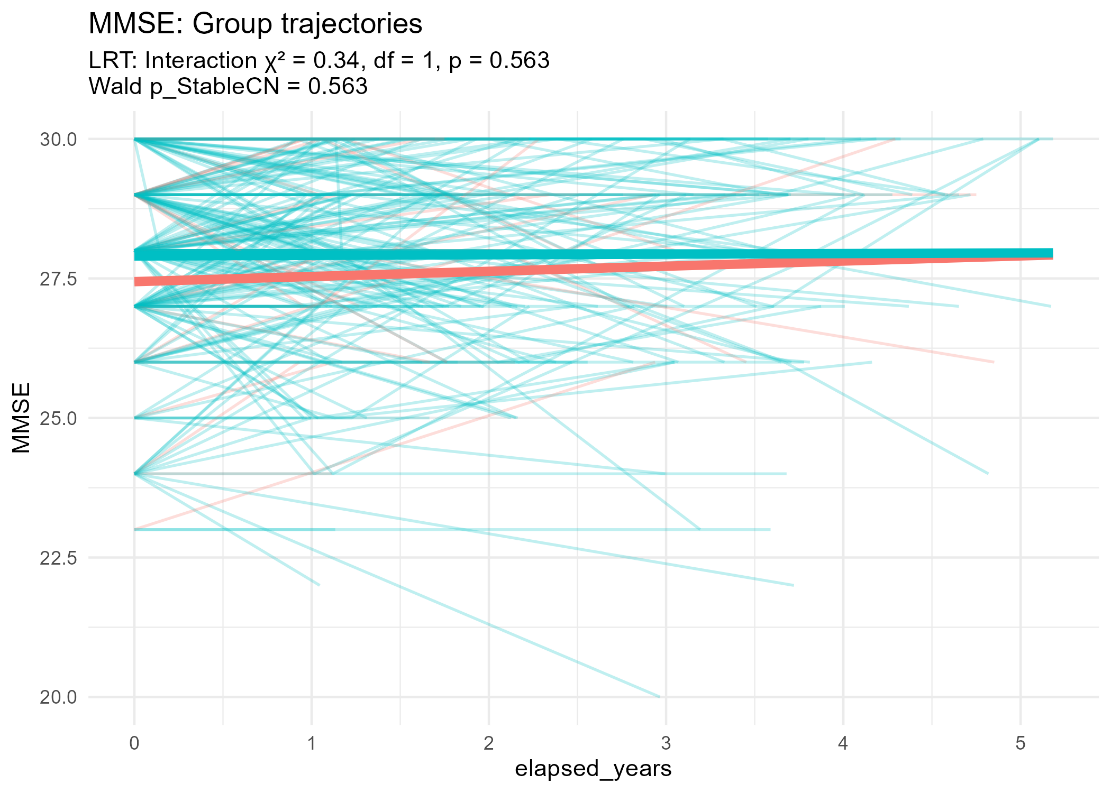 MMSE: Group trajectories
LRT: Interaction χ² = 0.34, df = 1, p = 0.563
Wald p_StableCN = 0.563
30.0
27.5
25.0
22.5
20.0
MMSE
0 1 2 3 4 5
elapsed_years